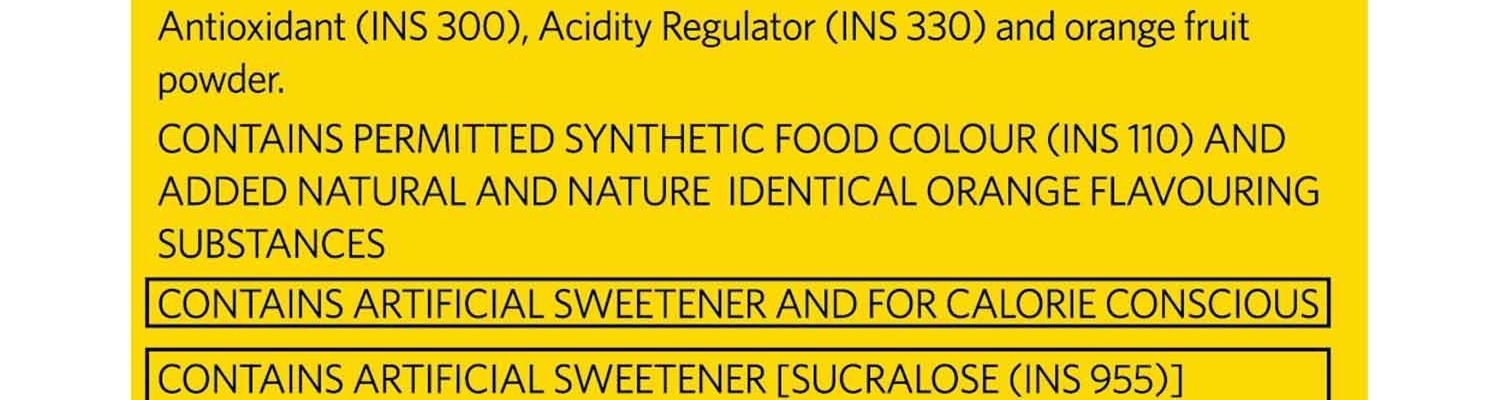 Antioxidant (INS 300), Acidity Regulator (INS 330) and orange fruit
powder.
CONTAINS PERMITTED SYNTHETIC FOOD COLOUR (INS 110) AND
ADDED NATURAL AND NATURE IDENTICAL ORANGE FLAVOURING
SUBSTANCES
CONTAINS ARTIFICIAL SWEETENER AND FOR CALORIE CONSCIOUS
CONTAINS ARTIFICIAL SWEETENER [SUCRALOSE (INS 955)]